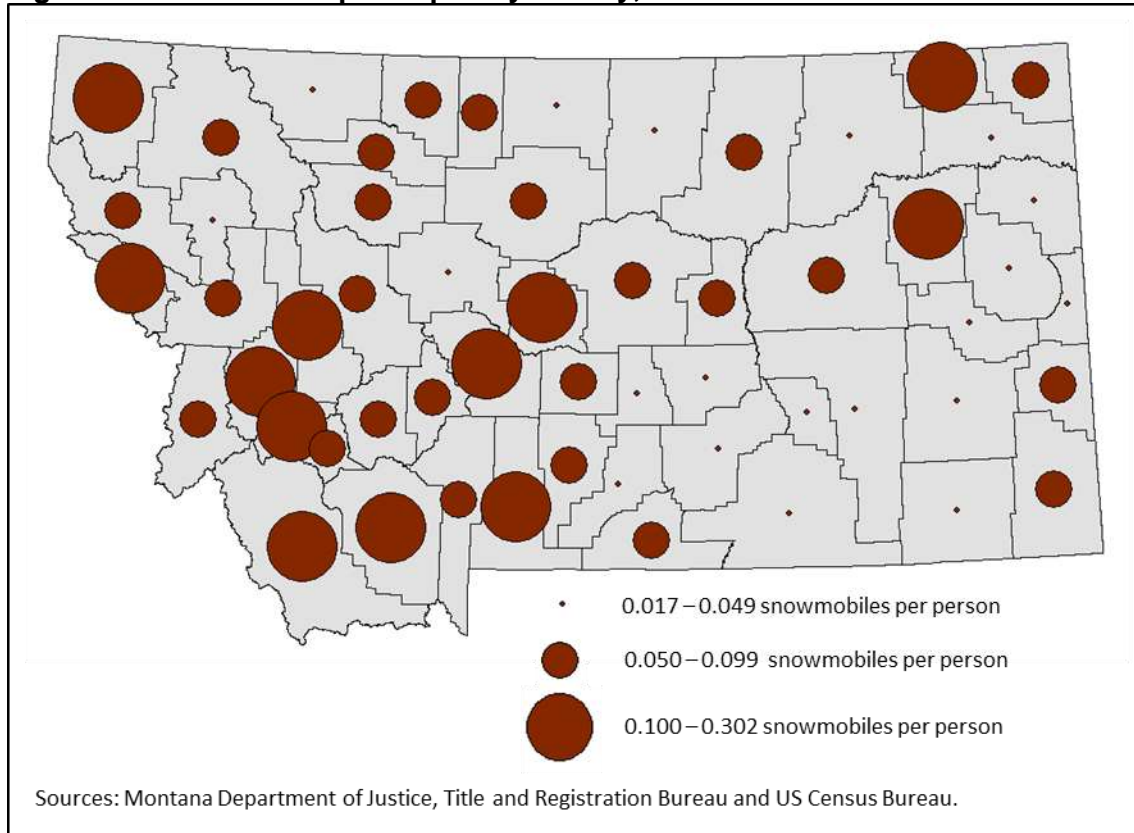 0.017 – 0.049 snowmobiles per person
0.050 – 0.099 snowmobiles per person
0.100 – 0.302 snowmobiles per person
Sources: Montana Department of Justice, Title and Registration Bureau and US Census Bureau.